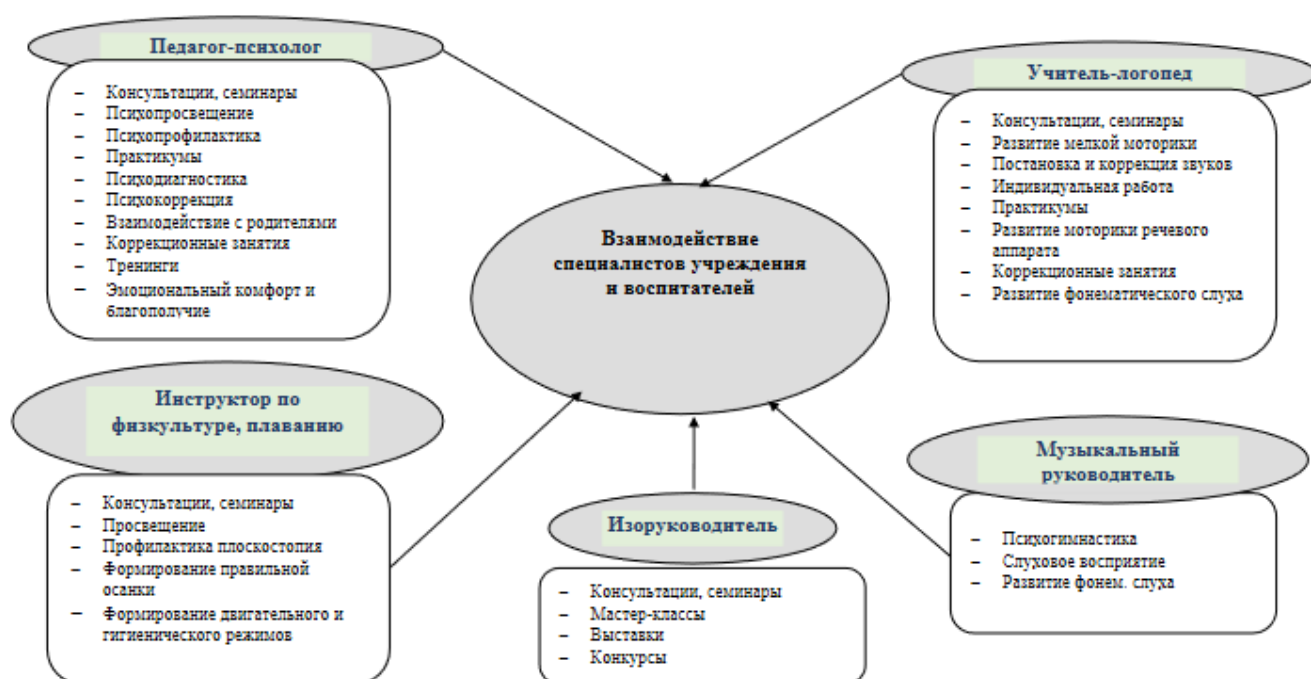 Педагог-психолог
– Консультации, семинары
– Психопросвещение
– Психопрофилактика
– Практикумы
– Психодиагностика
– Психокоррекция
– Взаимодействие с родителями
– Коррекционные занятия
– Тренинги
– Эмоциональный комфорт и
благополучие
Учитель-логопед
– Консультации, семинары
– Развитие мелкой моторики
– Постановка и коррекция звуков
– Индивидуальная работа
– Практикумы
– Развитие моторики речевого
аппарата
– Коррекционные занятия
– Развитие фонематического слуха
Взаимодействие
специалистов учреждения
и воспитателей
Инструктор по
физкультуре, плаванию
– Консультации, семинары
– Просвещение
– Профилактика плоскостопия
– Формирование правильной
осанки
– Формирование двигательного и
гигиенического режимов
Изоруководитель
– Консультации, семинары
– Мастер-классы
– Выставки
– Конкурсы
Музыкальный
руководитель
– Психогимнастика
– Слуховое восприятие
– Развитие фонем. слуха